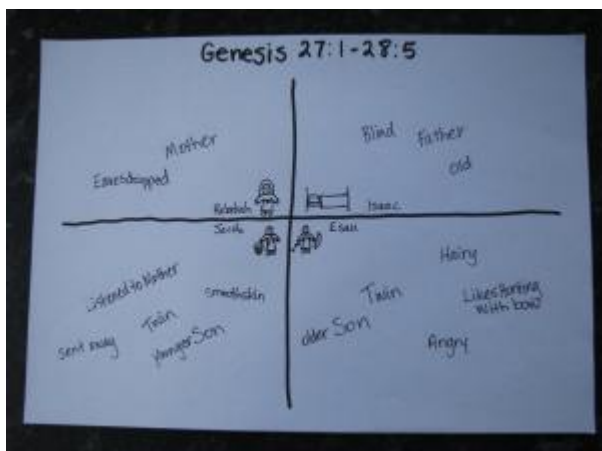 Genesis 27:1-28:5
Mother
Eavesdropped
Rebekah
Blind
Father
Old
Isaac
Jacob
Listened to Mother
smooth skin
Twin
sent away
younger Son
Esau
Hairy
Twin
Likes Hunting
with bow
older Son
Angry